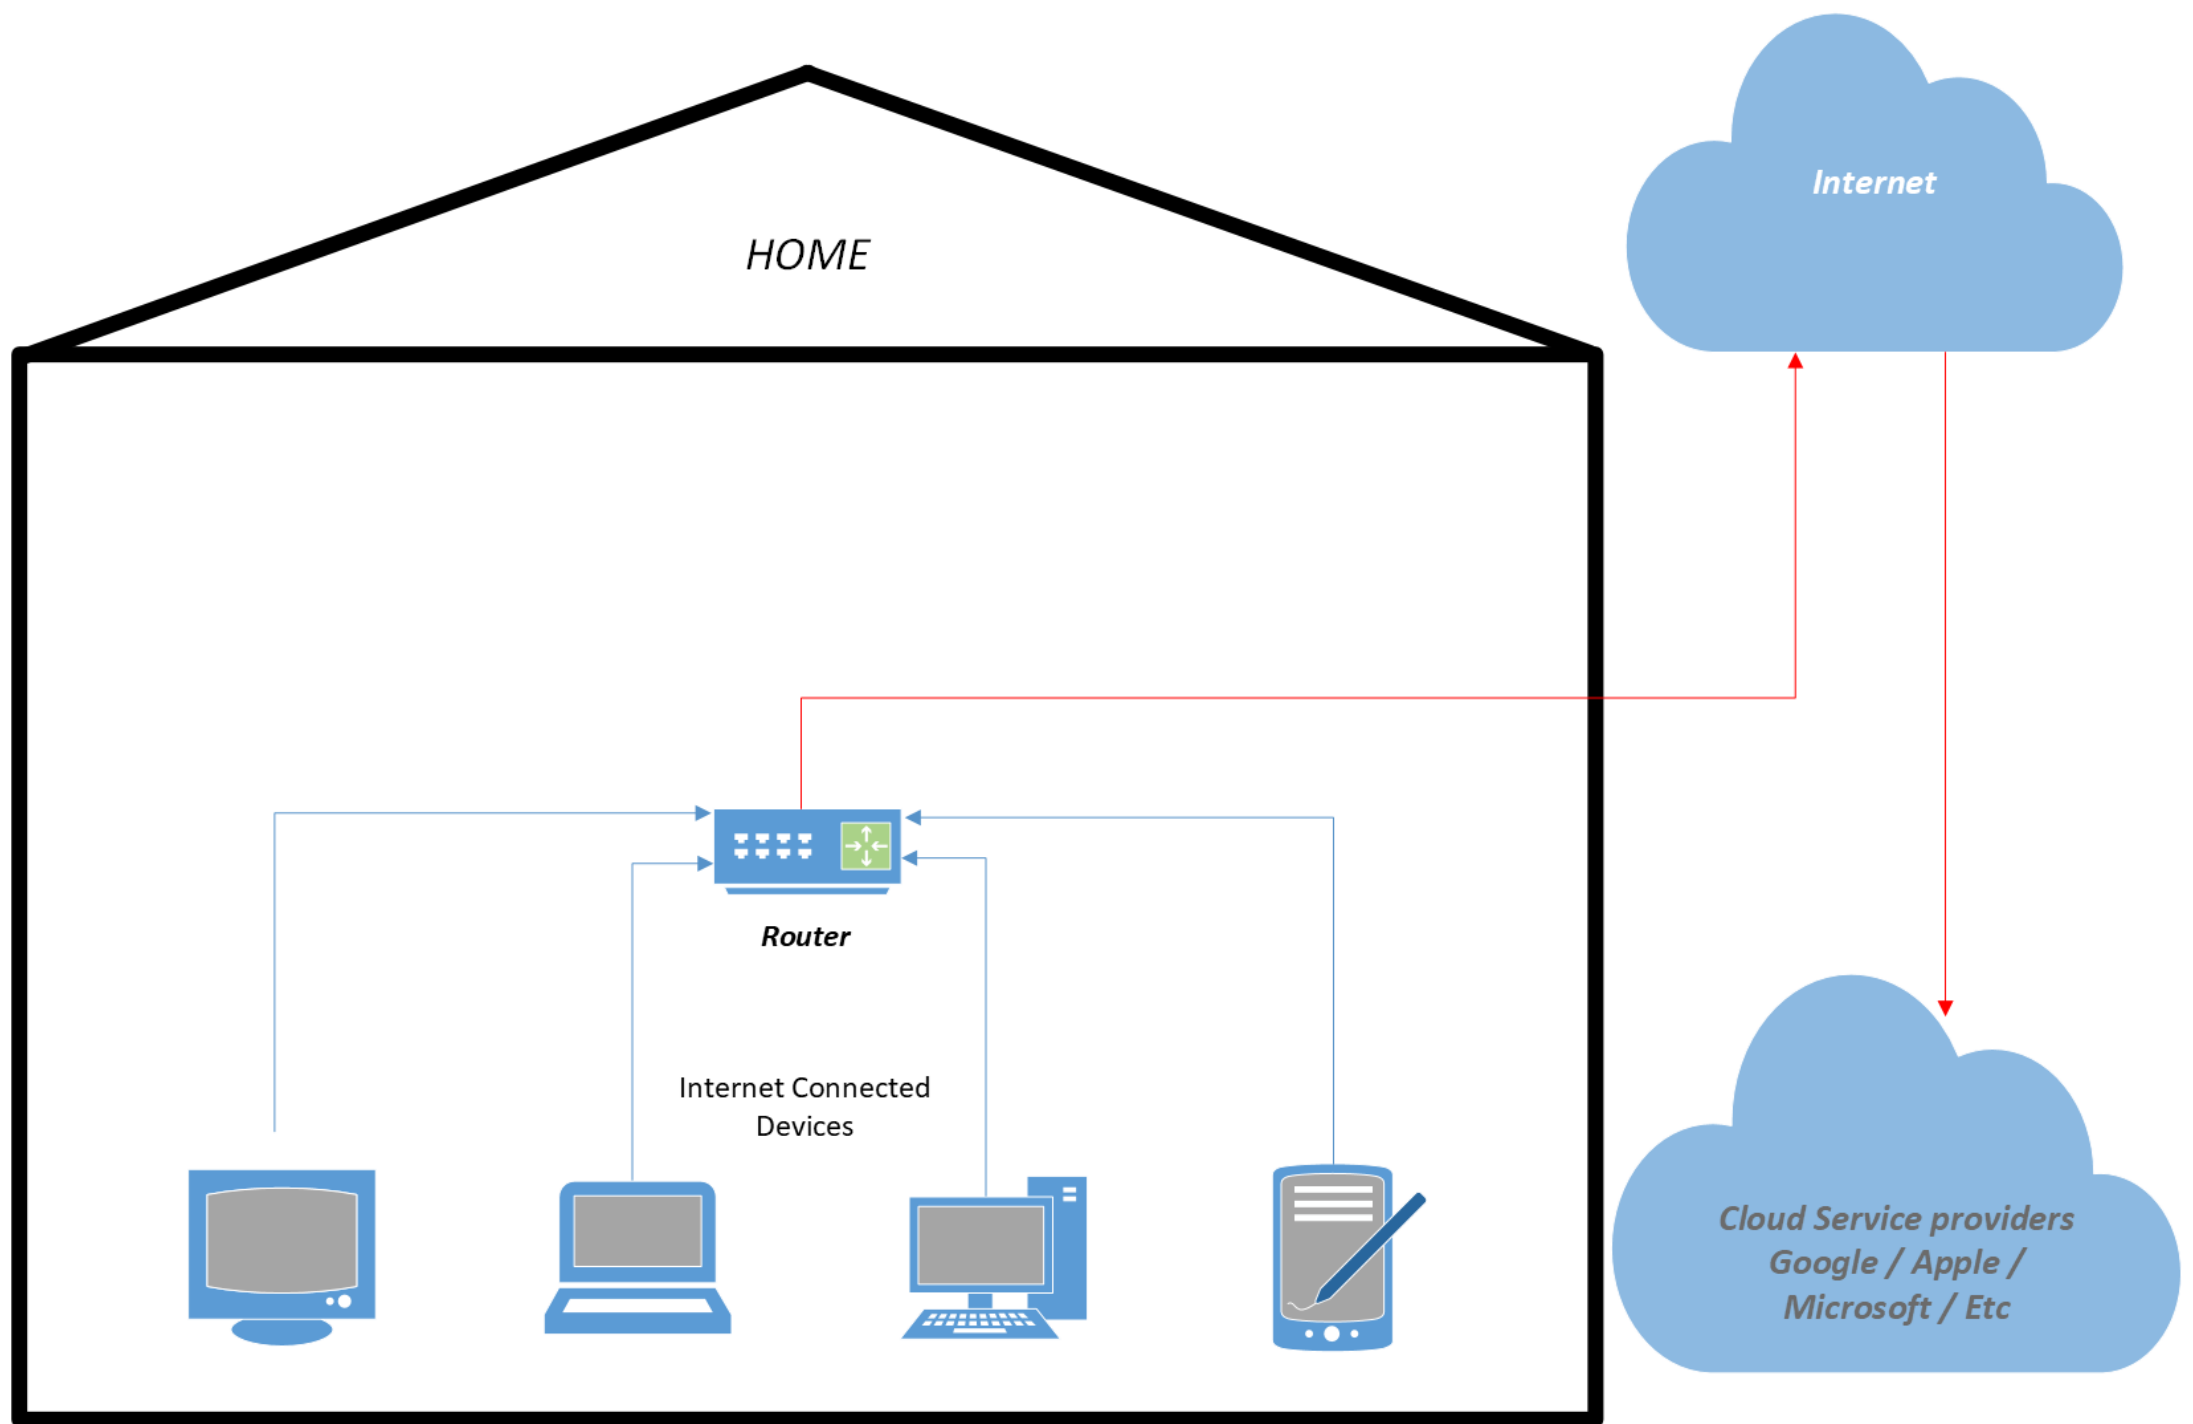 HOME
Internet
Router
Internet Connected
Devices
Cloud Service providers
Google / Apple /
Microsoft / Etc